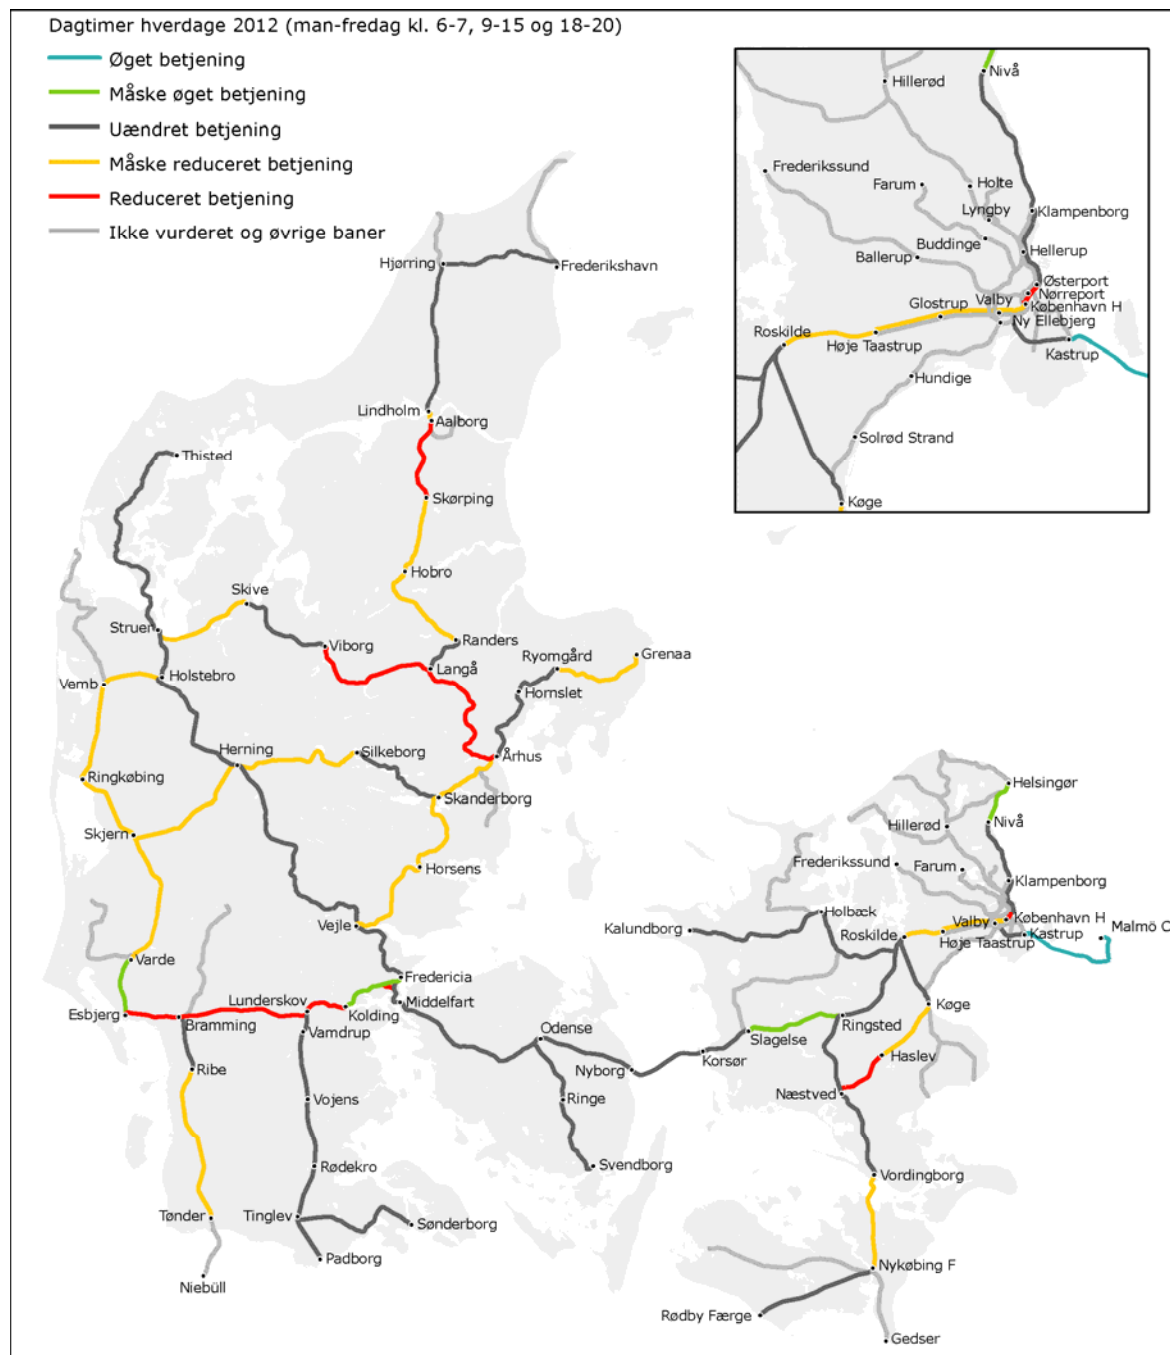 Dagtimer hverdage 2012 (man-fredag kl. 6-7, 9-15 og 18-20)
Øget betjening
Måske øget betjening
Uændret betjening
Måske reduceret betjening
Reduceret betjening
Ikke vurderet og øvrige baner
Nivå
Hillerød
Frederikssund
Farum
Holte
Lyngby
Klampenborg
Buddinge
Hellerup
Ballerup
Østerport
Nørreport
Valby
København H
Glostrup
Ny Ellebjerg
Roskilde
Høje Taastrup
Kastrup
Hundige
Solrød Strand
Køge
Hjørring
Frederikshavn
Lindholm
Aalborg
Thisted
Skørping
Hobro
Skive
Struer
Viborg
Randers
Langå
Ryomgård
Grenaa
Hornslet
Vemb
Holstebro
Herning
Silkeborg
Århus
Ringkøbing
Skanderborg
Skjern
Horsens
Vejle
Varde
Fredericia
Esbjerg
Bramming
Lunderskov
Kolding
Middelfart
Vamdrup
Ribe
Vojens
Rødekro
Tønder
Tinglev
Sønderborg
Padborg
Niebüll
Odense
Nyborg
Ringe
Svendborg
Korsør
Slagelse
Ringsted
Helsingør
Nivå
Hillerød
Frederikssund
Farum
Klampenborg
Holbæk
Kalundborg
Valby
København H
Roskilde
Høje Taastrup
Kastrup
Malmö C
Køge
Haslev
Næstved
Vordingborg
Nykøbing F
Rødby Færge
Gedser